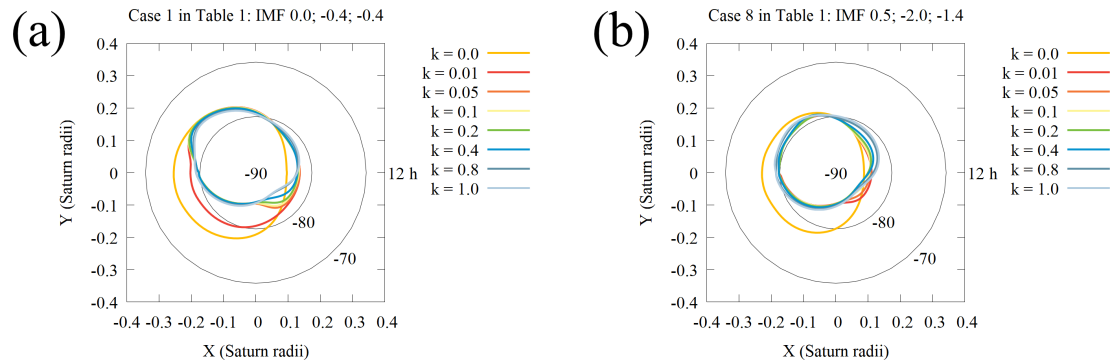 (a)
Case 1 in Table 1: IMF 0.0; -0.4; -0.4
Y (Saturn radii)
0.4
0.3
0.2
0.1
0
-0.1
-0.2
-0.3
-0.4
-0.4 -0.3 -0.2 -0.1 0 0.1 0.2 0.3 0.4
X (Saturn radii)
-90
-80
-70
12 h
k = 0.0
k = 0.01
k = 0.05
k = 0.1
k = 0.2
k = 0.4
k = 0.8
k = 1.0
(b)
Case 8 in Table 1: IMF 0.5; -2.0; -1.4
Y (Saturn radii)
0.4
0.3
0.2
0.1
0
-0.1
-0.2
-0.3
-0.4
-0.4 -0.3 -0.2 -0.1 0 0.1 0.2 0.3 0.4
X (Saturn radii)
-90
-80
-70
12 h
k = 0.0
k = 0.01
k = 0.05
k = 0.1
k = 0.2
k = 0.4
k = 0.8
k = 1.0